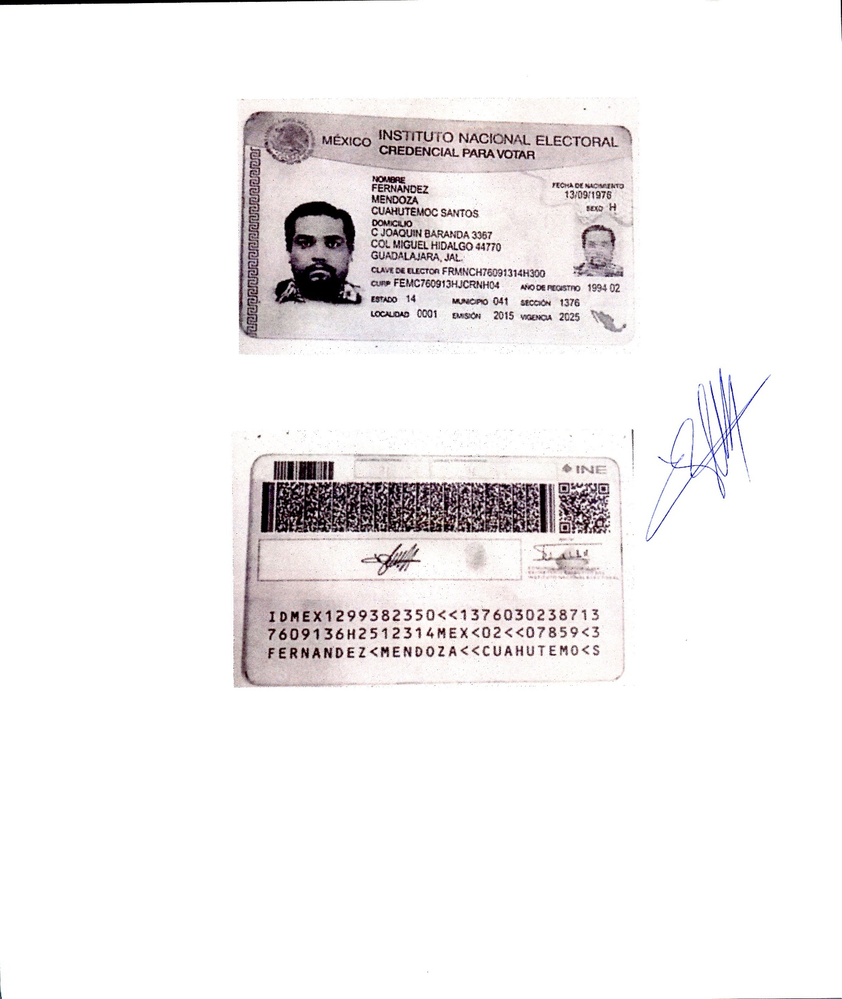 MÉXICO INSTITUTO NACIONAL ELECTORAL
CREDENCIAL PARA VOTAR
NOMBRE
FERNANDEZ
MENDOZA
CUAHUTEMOC SANTOS
FECHA DE NACIMIENTO
13/09/1976
SEXO H
DOMICILIO
C JOAQUIN BARANDA 3367
COL MIGUEL HIDALGO 44770
GUADALAJARA, JAL.
CLAVE DE ELECTOR FRMNCH76091314H300
CURP FEMC760913HJCRNH04 AÑO DE REGISTRO 1994 02
ESTADO 14 MUNICIPIO 041 SECCIÓN 1376
LOCALIDAD 0001 EMISIÓN 2015 VIGENCIA 2025
INE
IDMEX1299382350<<1376030238713
7609136H2512314MEX<02<<07859<3
FERNANDEZ<MENDOZA<<CUAHUTEMO<S